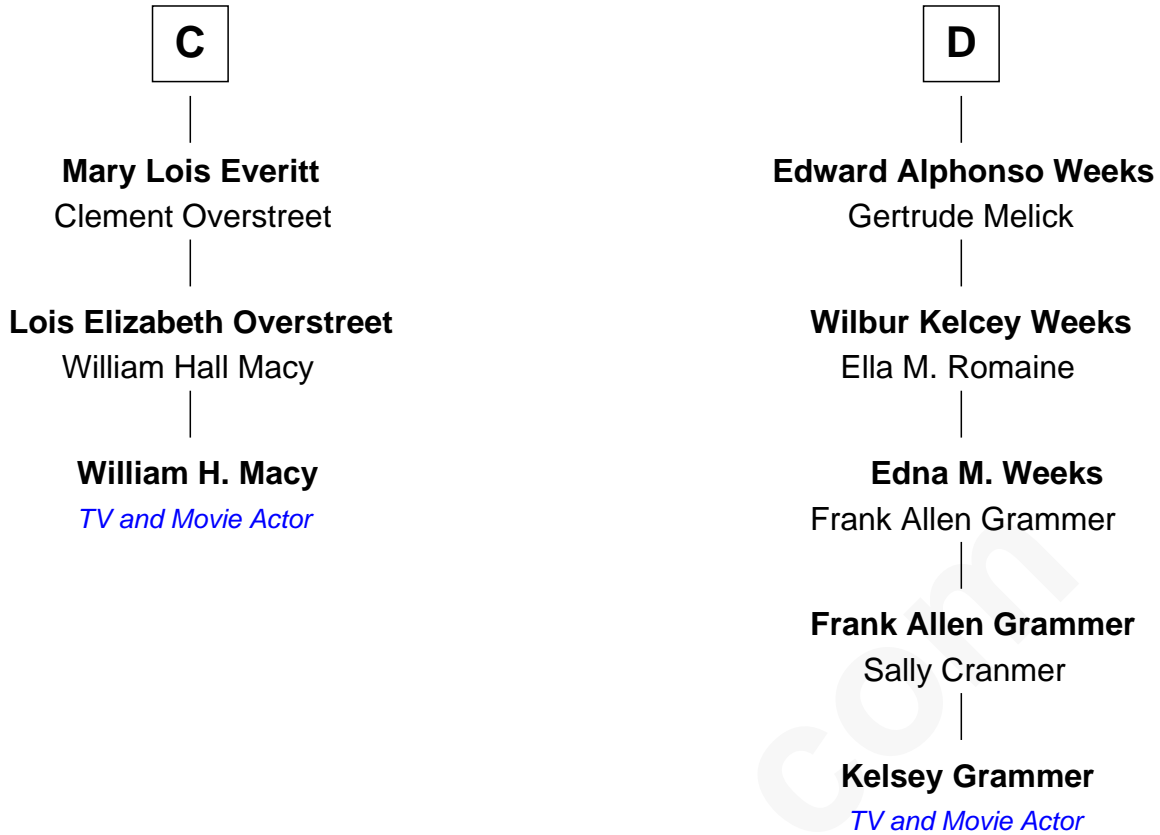 C
Mary Lois Everitt
Clement Overstreet
Lois Elizabeth Overstreet
William Hall Macy
William H. Macy
TV and Movie Actor
D
Edward Alphonso Weeks
Gertrude Melick
Wilbur Kelcey Weeks
Ella M. Romaine
Edna M. Weeks
Frank Allen Grammer
Frank Allen Grammer
Sally Cranmer
Kelsey Grammer
TV and Movie Actor
com